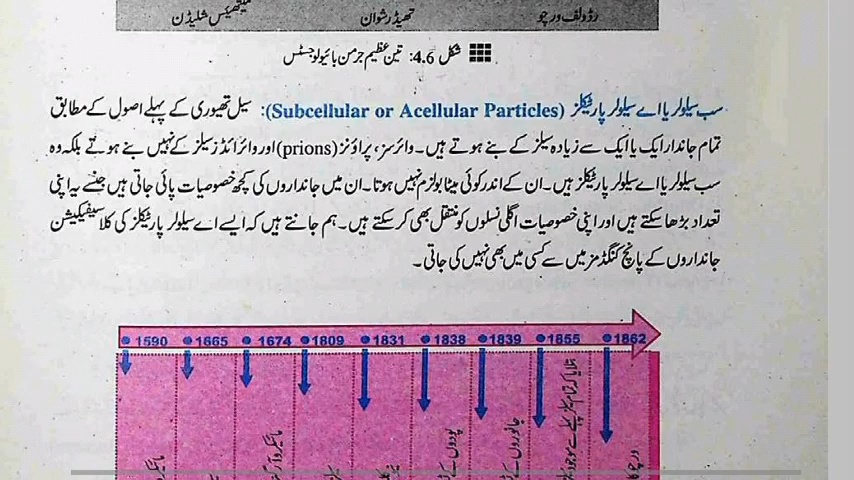 رڈولف ورچو تھیڈر شوان میتھیئس شلیڈن
شکل 4.6: تین عظیم جرمن بائیولوجسٹس
سب سیلولر یا اے سیلولر پارٹیکلز (Subcellular or Acellular Particles): سیل تھیوری کے پہلے اصول کے مطابق
تمام جاندار ایک یا ایک سے زیادہ سیلز کے بنے ہوتے ہیں۔ وائرسز، پرائونز (prions) اور وائرائڈز سیلز کے نہیں بنے ہوتے بلکہ وہ
سب سیلولر یا اے سیلولر پارٹیکلز ہیں۔ ان کے اندر کوئی میٹابولزم نہیں ہوتا۔ ان میں جانداروں کی کچھ خصوصیات پائی جاتی ہیں جیسے یہ اپنی
تعداد بڑھا سکتے ہیں اور اپنی خصوصیات اگلی نسلوں کو منتقل بھی کر سکتے ہیں۔ ہم جانتے ہیں کہ ایسے اے سیلولر پارٹیکلز کی کلاسیفیکیشن
جانداروں کے پانچ کنگڈمز میں سے کسی میں بھی نہیں کی جاتی۔
1590 1665 1674 1809 1831 1838 1839 1855 1862
پودوں کے
جانوروں کے